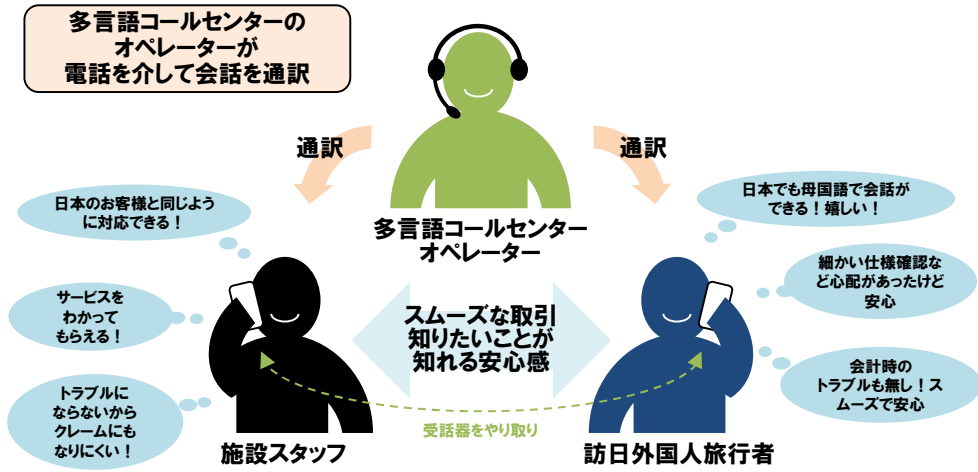 多言語コールセンターの
オペレーターが
電話を介して会話を通訳
通訳
通訳
多言語コールセンター
オペレーター
日本のお客様と同じよう
に対応できる！
サービスを
わかって
もらえる！
トラブルに
ならないから
クレームにも
なりにくい！
日本でも母国語で会話が
できる！嬉しい！
細かい仕様確認な
ど心配があったけど
安心
会計時の
トラブルも無し！ス
ムーズで安心
スムーズな取引
知りたいことが
知れる安心感
受話器をやり取り
施設スタッフ
訪日外国人旅行者